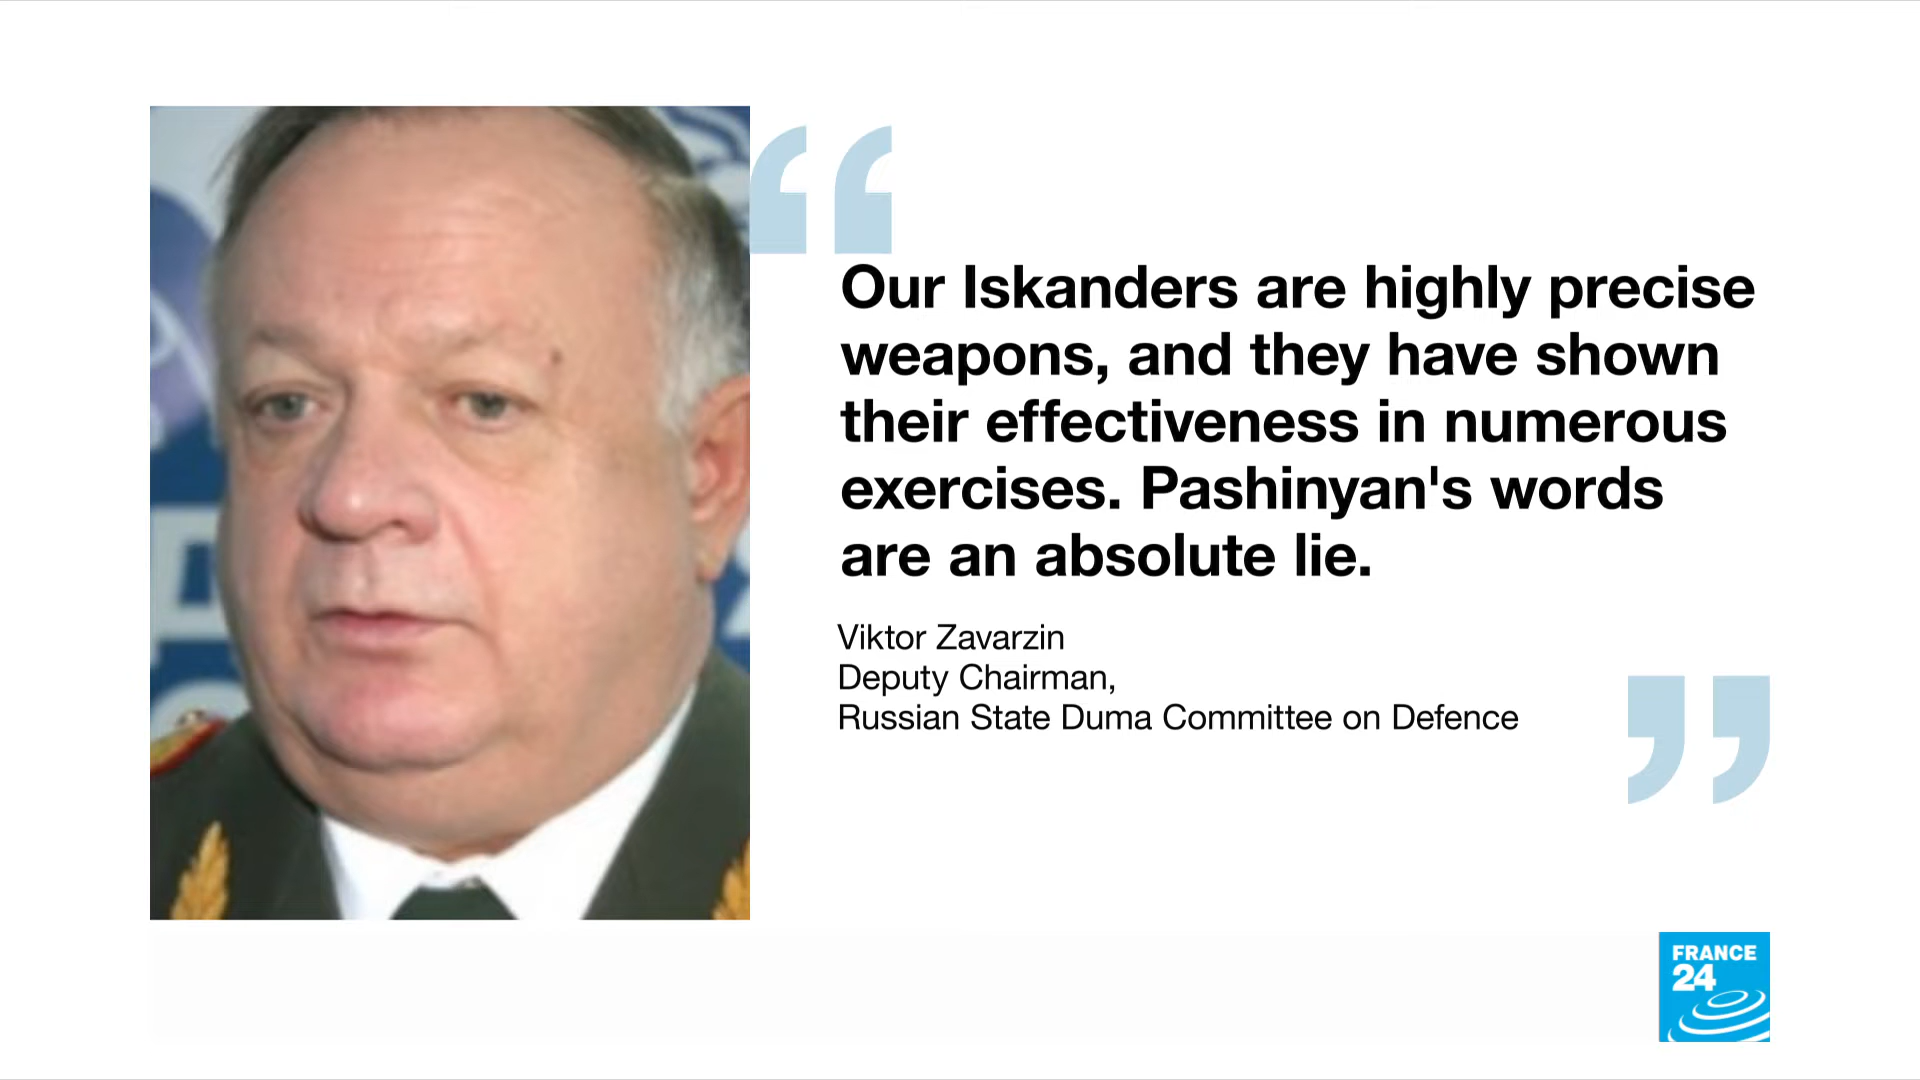 Our Iskanders are highly precise
weapons, and they have shown
their effectiveness in numerous
exercises. Pashinyan's words
are an absolute lie.
Viktor Zavarzin
Deputy Chairman,
Russian State Duma Committee on Defence
FRANCE
24